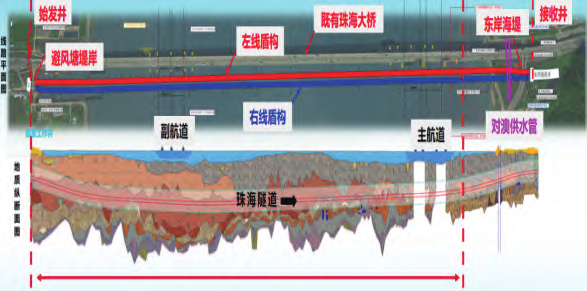 始发井
既有珠海大桥
东岸海堤
接收井
线路平面图
左线盾构
避风塘堤岸
右线盾构
对澳供水管
副航道
主航道
地质纵断面图
珠海隧道